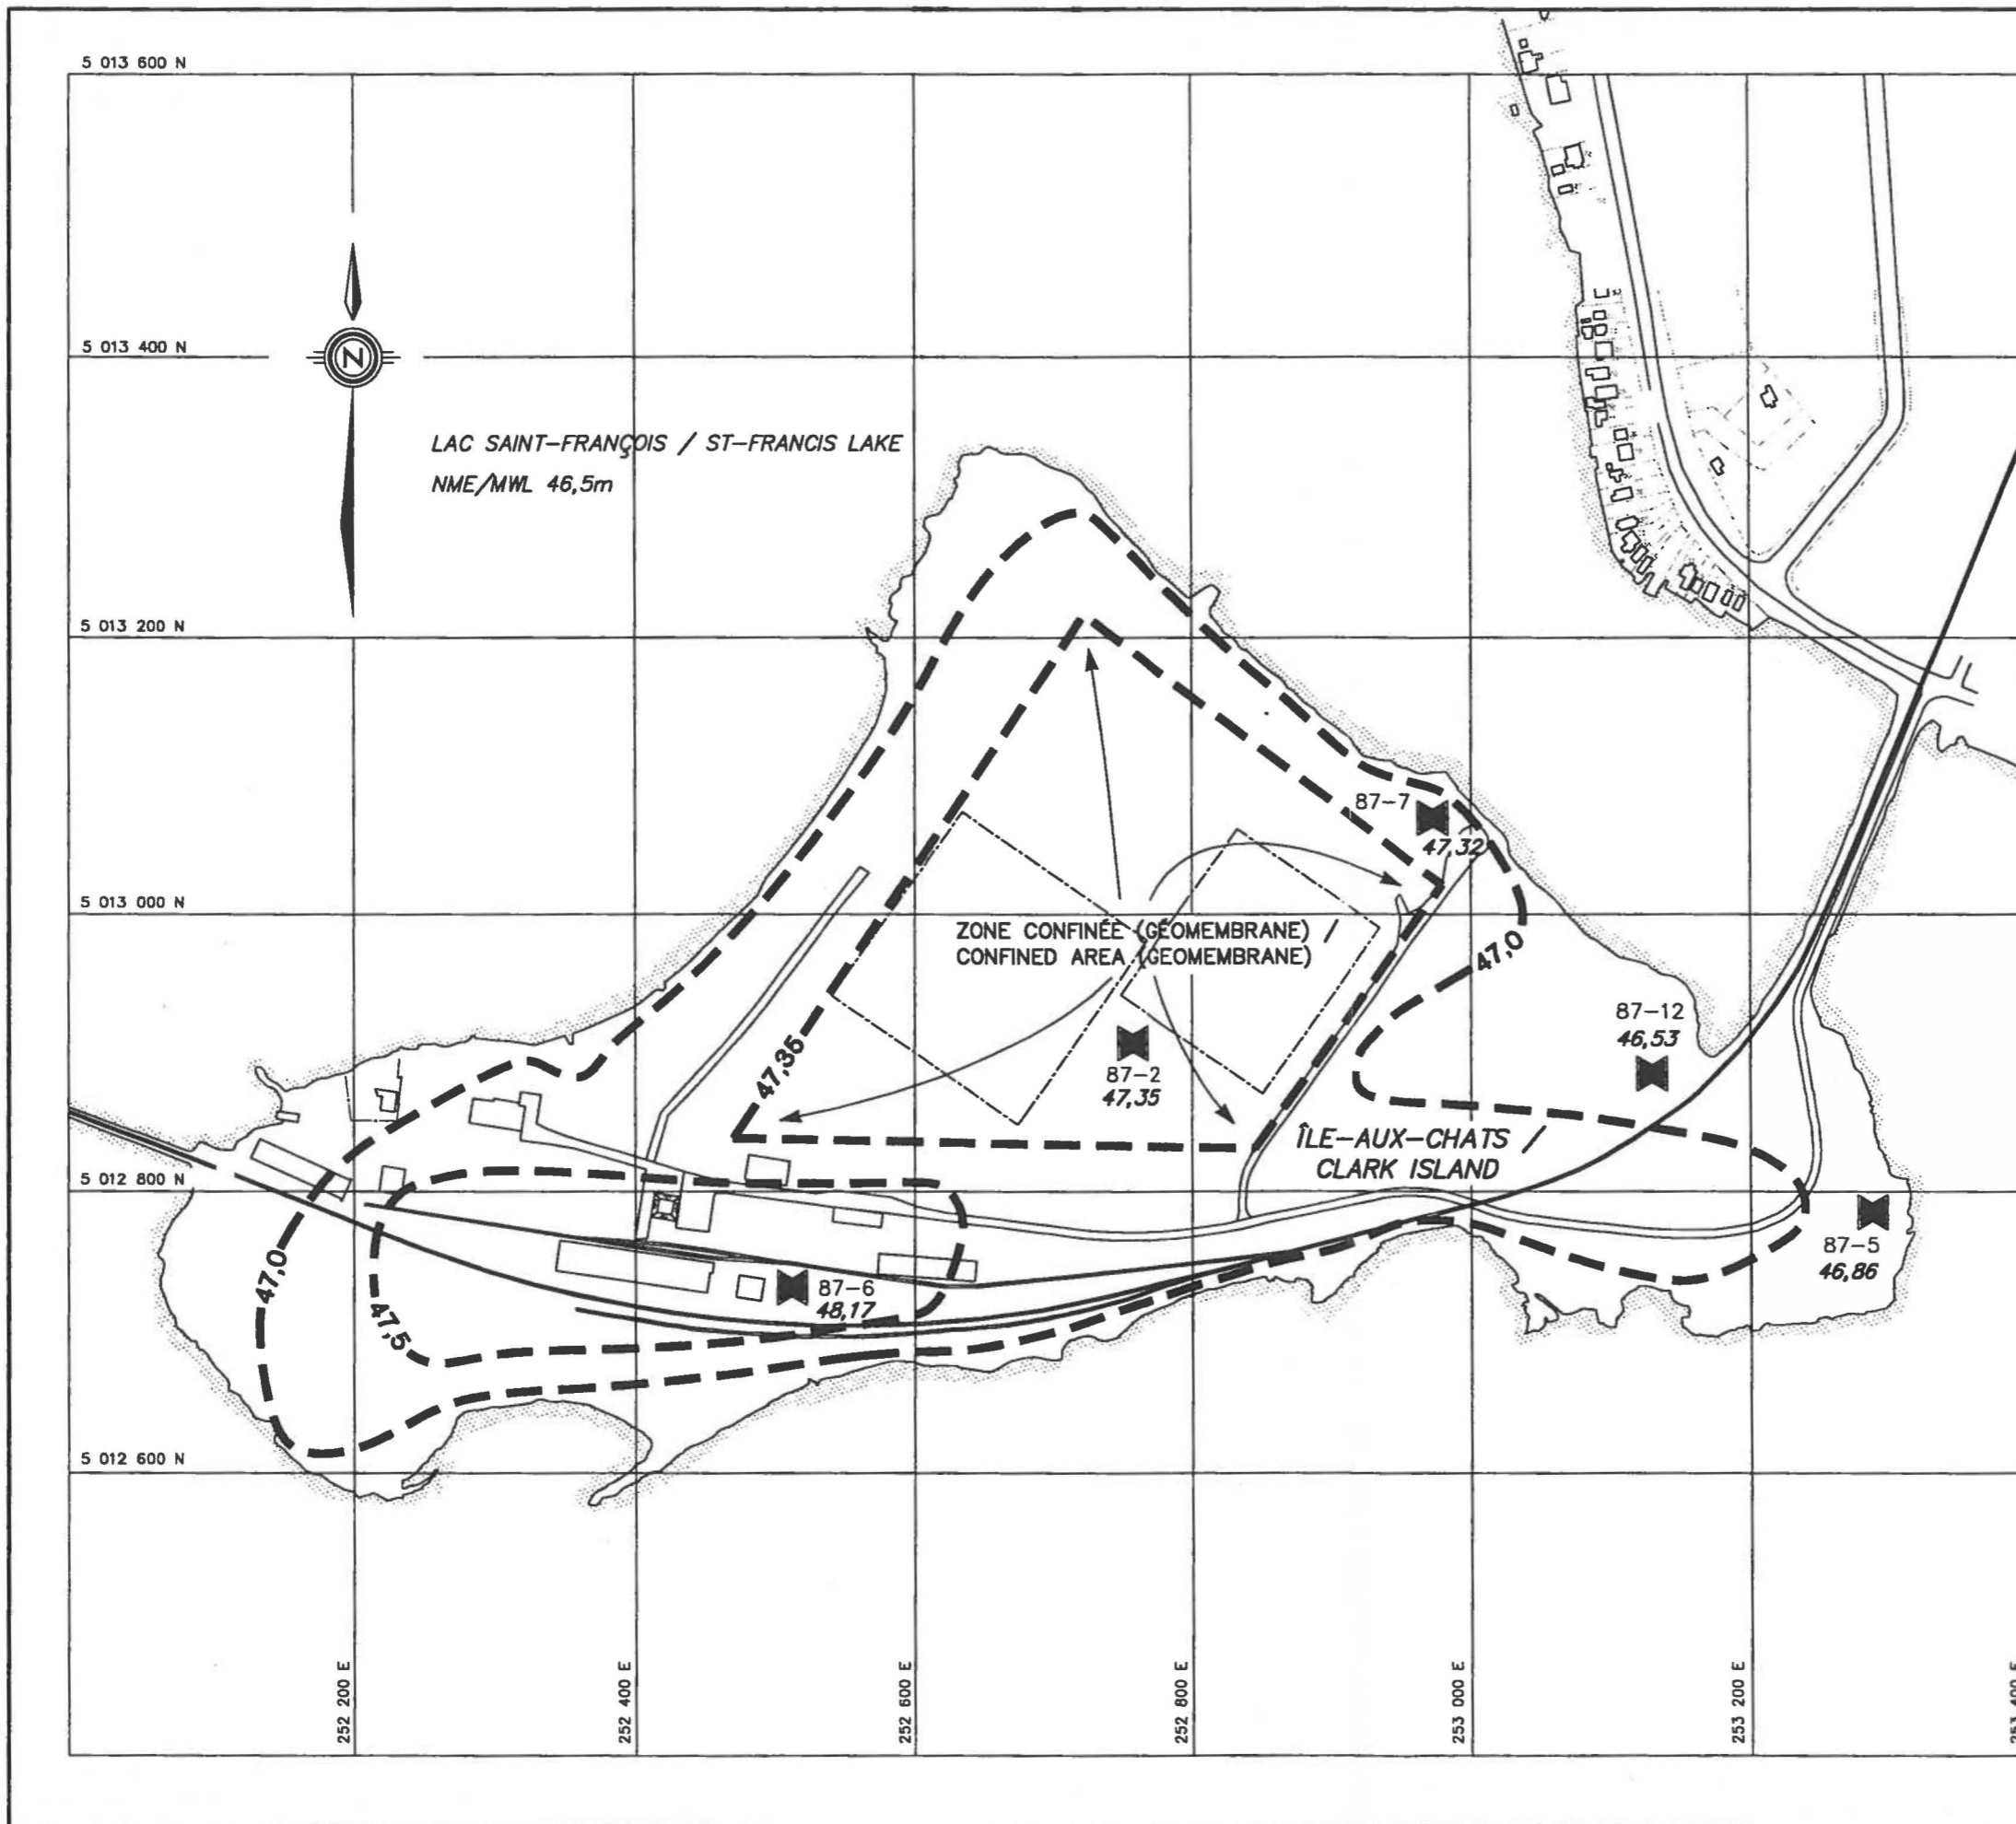 5 013 600 N
5 013 400 N
N
LAC SAINT-FRANÇOIS / ST-FRANCIS LAKE
NME/MWL 46,5m
5 013 200 N
87-7
47,32
5 013 000 N
ZONE CONFINÉE (GÉOMEMBRANE) /
CONFINED AREA (GEOMEMBRANE)
47,0
87-12
46,53
47,35
87-2
47,35
ÎLE-AUX-CHATS /
CLARK ISLAND
5 012 800 N
47,0
47,5
87-6
48,17
87-5
46,86
5 012 600 N
252 200 E
252 400 E
252 600 E
252 800 E
253 000 E
253 200 E
253 400 E